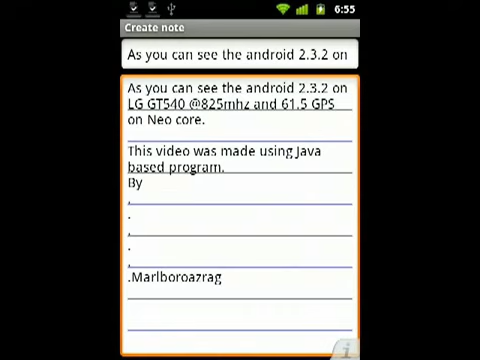 6:55
Create note
As you can see the android 2.3.2 on
As you can see the android 2.3.2 on
LG GT540 @825mhz and 61.5 GPS
on Neo core.
This video was made using Java
based program.
By
.
.
.
.
.
.Marlboroazrag